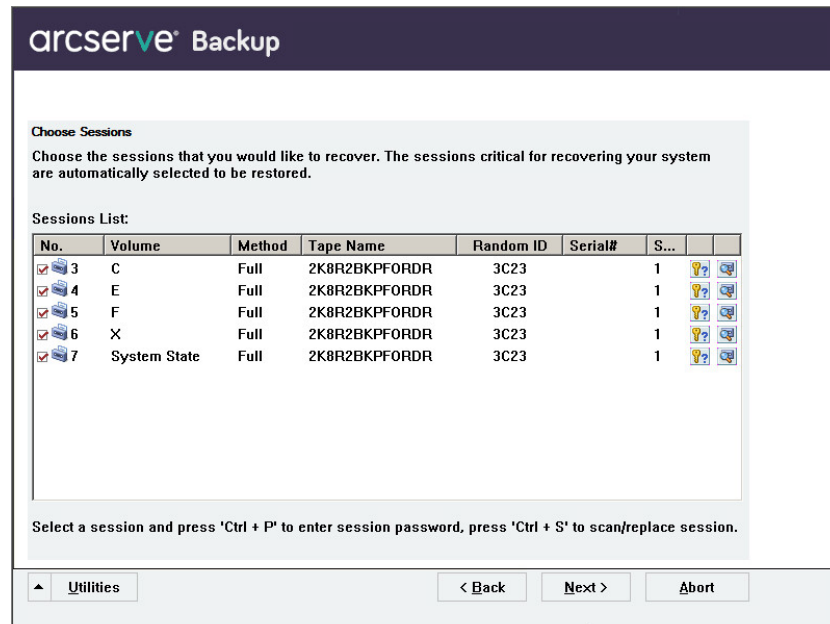 arcserve® Backup
Choose Sessions
Choose the sessions that you would like to recover. The sessions critical for recovering your system
are automatically selected to be restored.
Sessions List:
No. Volume Method Tape Name Random ID Serial# S...
3 C Full 2K8R2BKPFORDR 3C23 1
4 E Full 2K8R2BKPFORDR 3C23 1
5 F Full 2K8R2BKPFORDR 3C23 1
6 X Full 2K8R2BKPFORDR 3C23 1
7 System State Full 2K8R2BKPFORDR 3C23 1
Select a session and press 'Ctrl + P' to enter session password, press 'Ctrl + S' to scan/replace session.
Utilities < Back Next > Abort